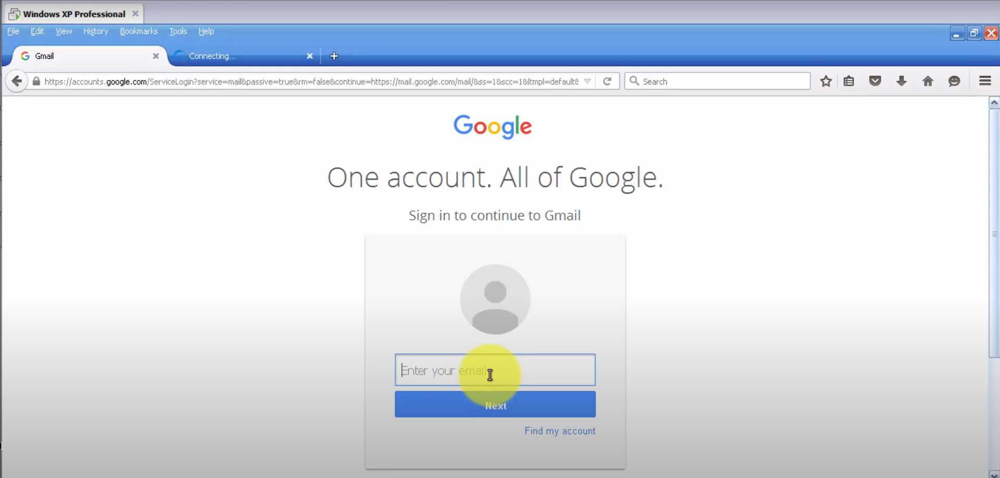 Windows XP Professional
File Edit View History Bookmarks Tools Help
Gmail Connecting...
https://accounts.google.com/ServiceLogin?service=mail&passive=true&rm=false&continue=https://mail.google.com/mail/&ss=1&scc=1&ltmpl=default& Search
Google
One account. All of Google.
Sign in to continue to Gmail
Enter your email
Next
Find my account